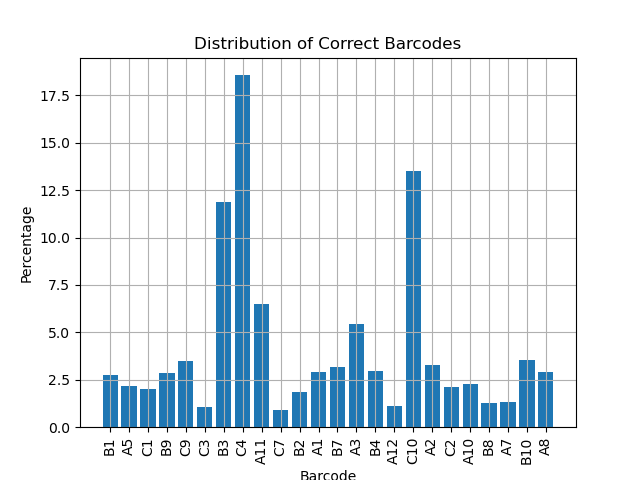 Distribution of Correct Barcodes
17.5
15.0
12.5
10.0
7.5
5.0
2.5
0.0
Percentage
B1 A5 C1 B9 C9 C3 B3 C4 A11 C7 B2 A1 B7 A3 B4 A12 C10 A2 C2 A10 B8 A7 B10 A8
Barcode